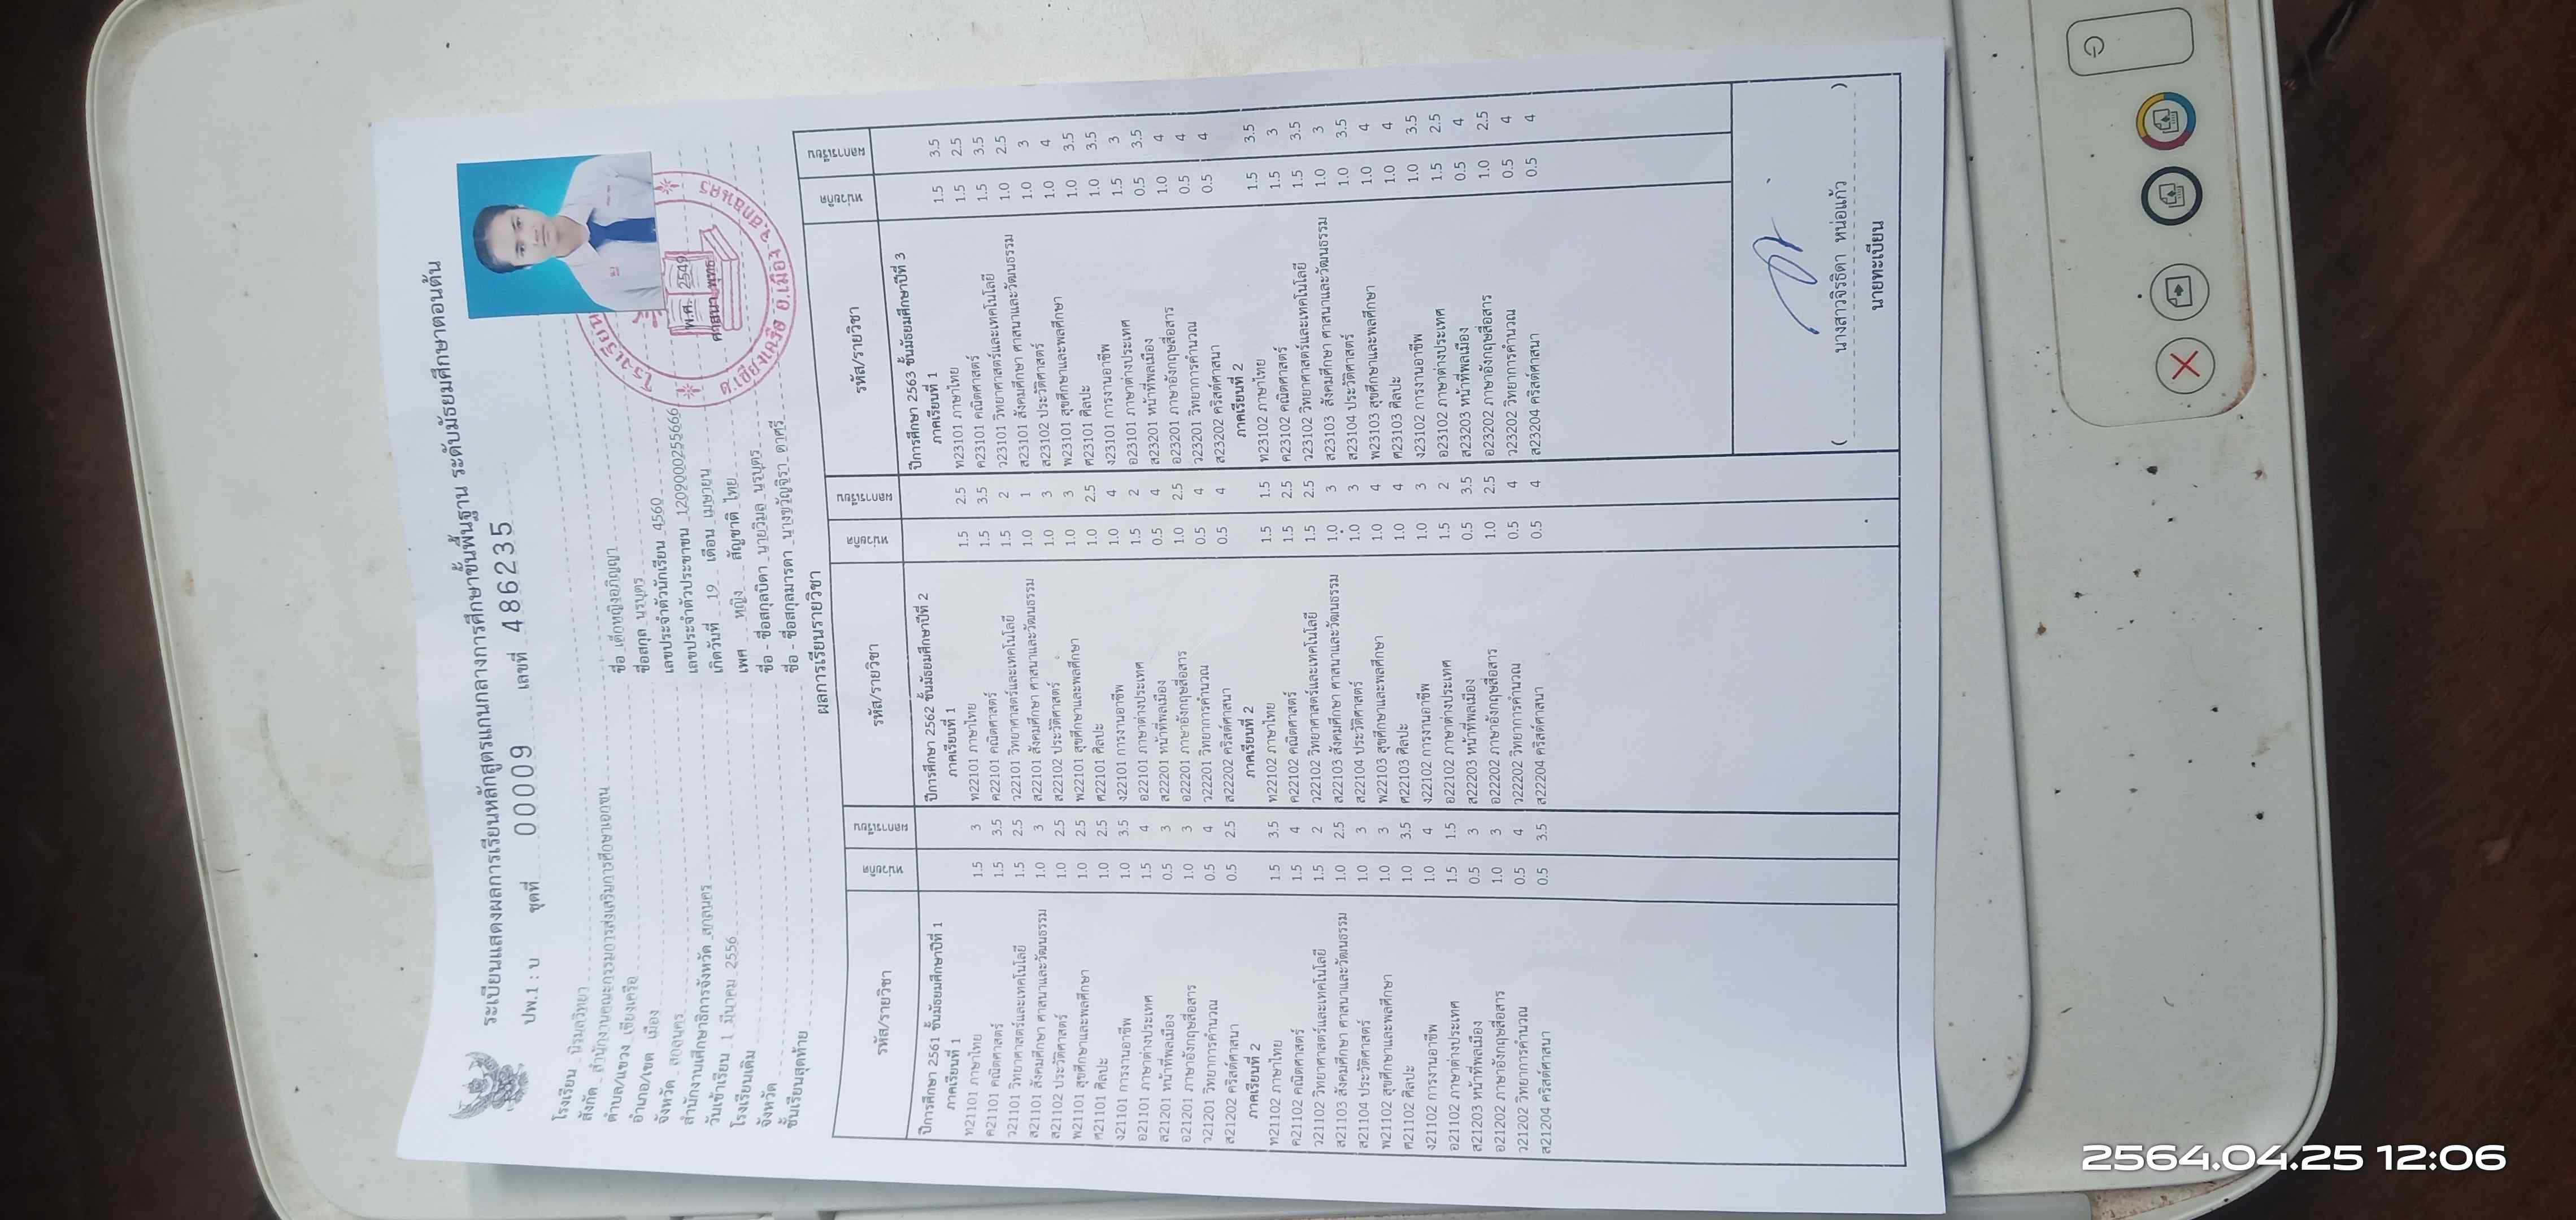 ระเบียนแสดงผลการเรียนหลักสูตรแกนกลางการศึกษาขั้นพื้นฐาน ระดับมัธยมศึกษาตอนต้น
ปพ.1 : บ ชุดที่ 00009 เลขที่ 486235
โรงเรียน นิรมลวิทยา
สังกัด สำนักงานคณะกรรมการส่งเสริมการศึกษาเอกชน
ตำบล/แขวง เชียงเครือ
อำเภอ/เขต เมือง
จังหวัด สกลนคร
สำนักงานศึกษาธิการจังหวัด สกลนคร
วันเข้าเรียน 1 มีนาคม 2556
โรงเรียนเดิม
จังหวัด
ชั้นเรียนสุดท้าย
ชื่อ เด็กหญิงอภิญญา
ชื่อสกุล นรบุตร
เลขประจำตัวนักเรียน 4560
เลขประจำตัวประชาชน 1209000255666
เกิดวันที่ 19 เดือน เมษายน พ.ศ. 2549
เพศ หญิง สัญชาติ ไทย ศาสนา พุทธ
ชื่อ - ชื่อสกุลบิดา นายวิมล นรบุตร
ชื่อ - ชื่อสกุลมารดา นางขวัญจิรา ดาศรี
ผลการเรียนรายวิชา
รหัส/รายวิชา หน่วยกิต ผลการเรียน
ปีการศึกษา 2561 ชั้นมัธยมศึกษาปีที่ 1
ภาคเรียนที่ 1
ท21101 ภาษาไทย 1.5 3
ค21101 คณิตศาสตร์ 1.5 3.5
ว21101 วิทยาศาสตร์และเทคโนโลยี 1.5 2.5
ส21101 สังคมศึกษา ศาสนาและวัฒนธรรม 1.0 3
ส21102 ประวัติศาสตร์ 1.0 2.5
พ21101 สุขศึกษาและพลศึกษา 1.0 2.5
ศ21101 ศิลปะ 1.0 2.5
ง21101 การงานอาชีพ 1.0 3.5
อ21101 ภาษาต่างประเทศ 1.5 4
ส21201 หน้าที่พลเมือง 0.5 3
อ21201 ภาษาอังกฤษสื่อสาร 1.0 3
ว21201 วิทยาการคำนวณ 0.5 4
ส21202 คริสต์ศาสนา 0.5 2.5
ภาคเรียนที่ 2
ท21102 ภาษาไทย 1.5 3.5
ค21102 คณิตศาสตร์ 1.5 4
ว21102 วิทยาศาสตร์และเทคโนโลยี 1.5 2
ส21103 สังคมศึกษา ศาสนาและวัฒนธรรม 1.0 2.5
ส21104 ประวัติศาสตร์ 1.0 3
พ21102 สุขศึกษาและพลศึกษา 1.0 3
ศ21102 ศิลปะ 1.0 3.5
ง21102 การงานอาชีพ 1.0 4
อ21102 ภาษาต่างประเทศ 1.5 1.5
ส21203 หน้าที่พลเมือง 0.5 3
อ21202 ภาษาอังกฤษสื่อสาร 1.0 3
ว21202 วิทยาการคำนวณ 0.5 4
ส21204 คริสต์ศาสนา 0.5 3.5
รหัส/รายวิชา หน่วยกิต ผลการเรียน
ปีการศึกษา 2562 ชั้นมัธยมศึกษาปีที่ 2
ภาคเรียนที่ 1
ท22101 ภาษาไทย 1.5 2.5
ค22101 คณิตศาสตร์ 1.5 3.5
ว22101 วิทยาศาสตร์และเทคโนโลยี 1.5 2
ส22101 สังคมศึกษา ศาสนาและวัฒนธรรม 1.0 1
ส22102 ประวัติศาสตร์ 1.0 3
พ22101 สุขศึกษาและพลศึกษา 1.0 3
ศ22101 ศิลปะ 1.0 2.5
ง22101 การงานอาชีพ 1.0 4
อ22101 ภาษาต่างประเทศ 1.5 2
ส22201 หน้าที่พลเมือง 0.5 4
อ22201 ภาษาอังกฤษสื่อสาร 1.0 2.5
ว22201 วิทยาการคำนวณ 0.5 4
ส22202 คริสต์ศาสนา 0.5 4
ภาคเรียนที่ 2
ท22102 ภาษาไทย 1.5 1.5
ค22102 คณิตศาสตร์ 1.5 2.5
ว22102 วิทยาศาสตร์และเทคโนโลยี 1.5 2.5
ส22103 สังคมศึกษา ศาสนาและวัฒนธรรม 1.0 3
ส22104 ประวัติศาสตร์ 1.0 3
พ22103 สุขศึกษาและพลศึกษา 1.0 4
ศ22103 ศิลปะ 1.0 4
ง22102 การงานอาชีพ 1.0 3
อ22102 ภาษาต่างประเทศ 1.5 2
ส22203 หน้าที่พลเมือง 0.5 3.5
อ22202 ภาษาอังกฤษสื่อสาร 1.0 2.5
ว22202 วิทยาการคำนวณ 0.5 4
ส22204 คริสต์ศาสนา 0.5 4
รหัส/รายวิชา หน่วยกิต ผลการเรียน
ปีการศึกษา 2563 ชั้นมัธยมศึกษาปีที่ 3
ภาคเรียนที่ 1
ท23101 ภาษาไทย 1.5 3.5
ค23101 คณิตศาสตร์ 1.5 2.5
ว23101 วิทยาศาสตร์และเทคโนโลยี 1.5 3.5
ส23101 สังคมศึกษา ศาสนาและวัฒนธรรม 1.0 2.5
ส23102 ประวัติศาสตร์ 1.0 3
พ23101 สุขศึกษาและพลศึกษา 1.0 4
ศ23101 ศิลปะ 1.0 3.5
ง23101 การงานอาชีพ 1.0 3.5
อ23101 ภาษาต่างประเทศ 1.5 3
ส23201 หน้าที่พลเมือง 0.5 3.5
อ23201 ภาษาอังกฤษสื่อสาร 1.0 4
ว23201 วิทยาการคำนวณ 0.5 4
ส23202 คริสต์ศาสนา 0.5 4
ภาคเรียนที่ 2
ท23102 ภาษาไทย 1.5 3.5
ค23102 คณิตศาสตร์ 1.5 3
ว23102 วิทยาศาสตร์และเทคโนโลยี 1.5 3.5
ส23103 สังคมศึกษา ศาสนาและวัฒนธรรม 1.0 3
ส23104 ประวัติศาสตร์ 1.0 3.5
พ23103 สุขศึกษาและพลศึกษา 1.0 4
ศ23103 ศิลปะ 1.0 4
ง23102 การงานอาชีพ 1.0 3.5
อ23102 ภาษาต่างประเทศ 1.5 2.5
ส23203 หน้าที่พลเมือง 0.5 4
อ23202 ภาษาอังกฤษสื่อสาร 1.0 2.5
ว23202 วิทยาการคำนวณ 0.5 4
ส23204 คริสต์ศาสนา 0.5 4
( นางสาวจิรธิดา หน่อแก้ว )
นายทะเบียน
2564.04.25 12:06